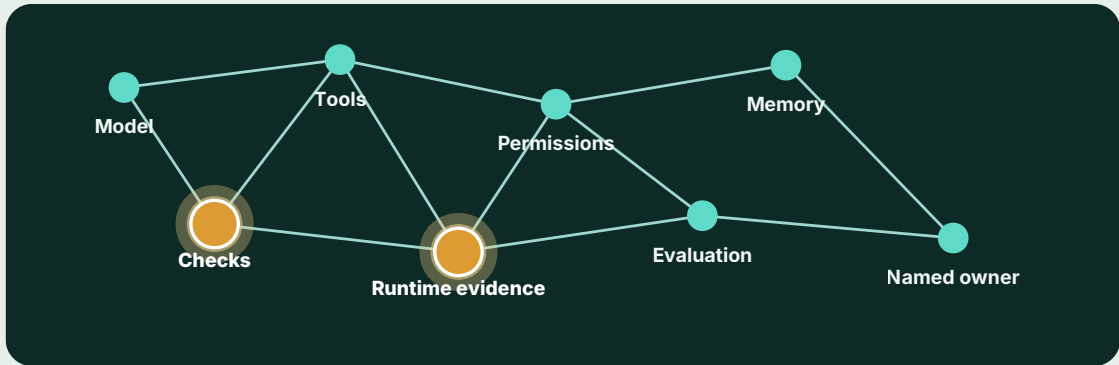 Model
Tools
Permissions
Memory
Checks
Runtime evidence
Evaluation
Named owner